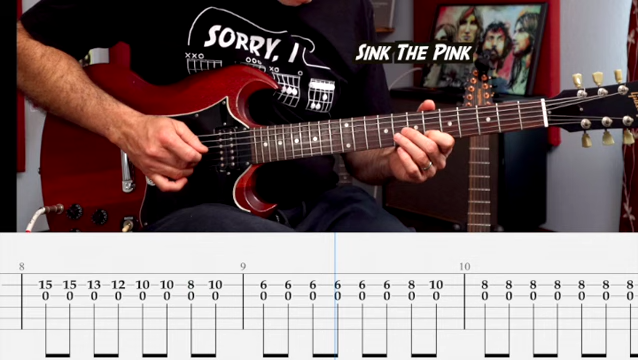 SORRY, I
XXO
OO
O
SINK THE PINK
8
9
10
15 15 13 12 10 10 8 10
0 0 0 0 0 0 0 0
6 6 6 6 6 6 8 10
0 0 0 0 0 0 0 0
8 8 8 8 8 8 8
0 0 0 0 0 0 0